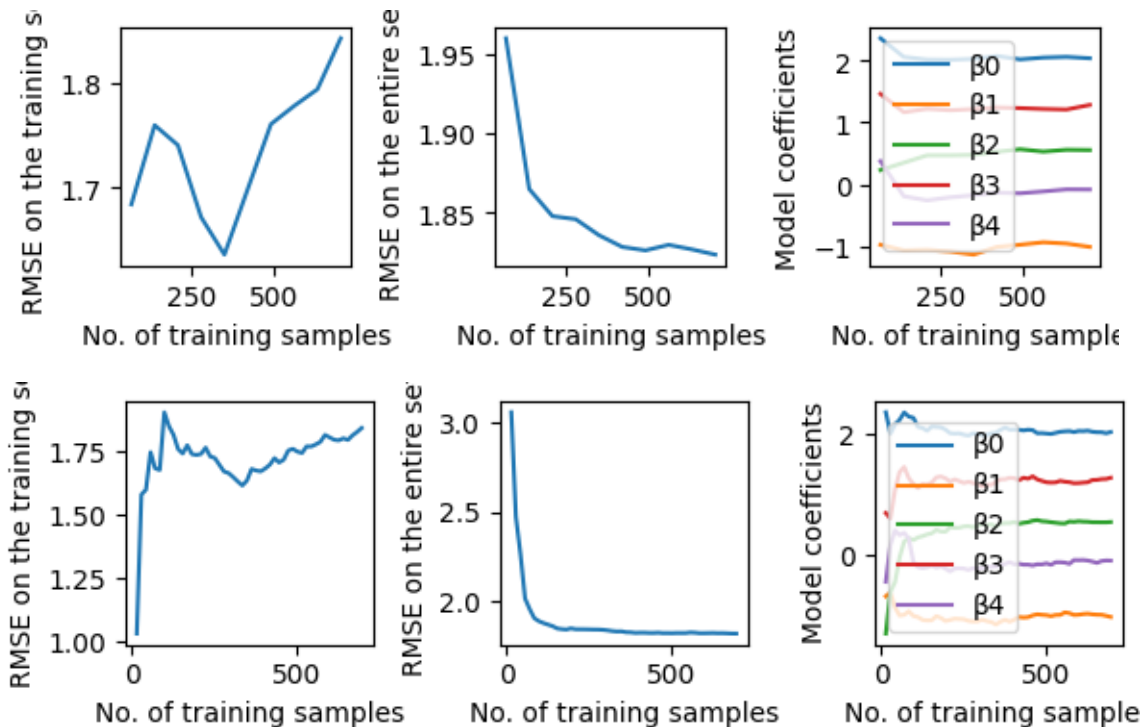 RMSE on the training s
1.8
1.7
250
500
No. of training samples
RMSE on the entire se
1.95
1.90
1.85
250
500
No. of training samples
Model coefficients
2
1
0
−1
β0
β1
β2
β3
β4
250
500
No. of training sample
RMSE on the training s
1.75
1.50
1.25
1.00
0
500
No. of training samples
RMSE on the entire se
3.0
2.5
2.0
0
500
No. of training samples
Model coefficients
2
0
β0
β1
β2
β3
β4
0
500
No. of training sample